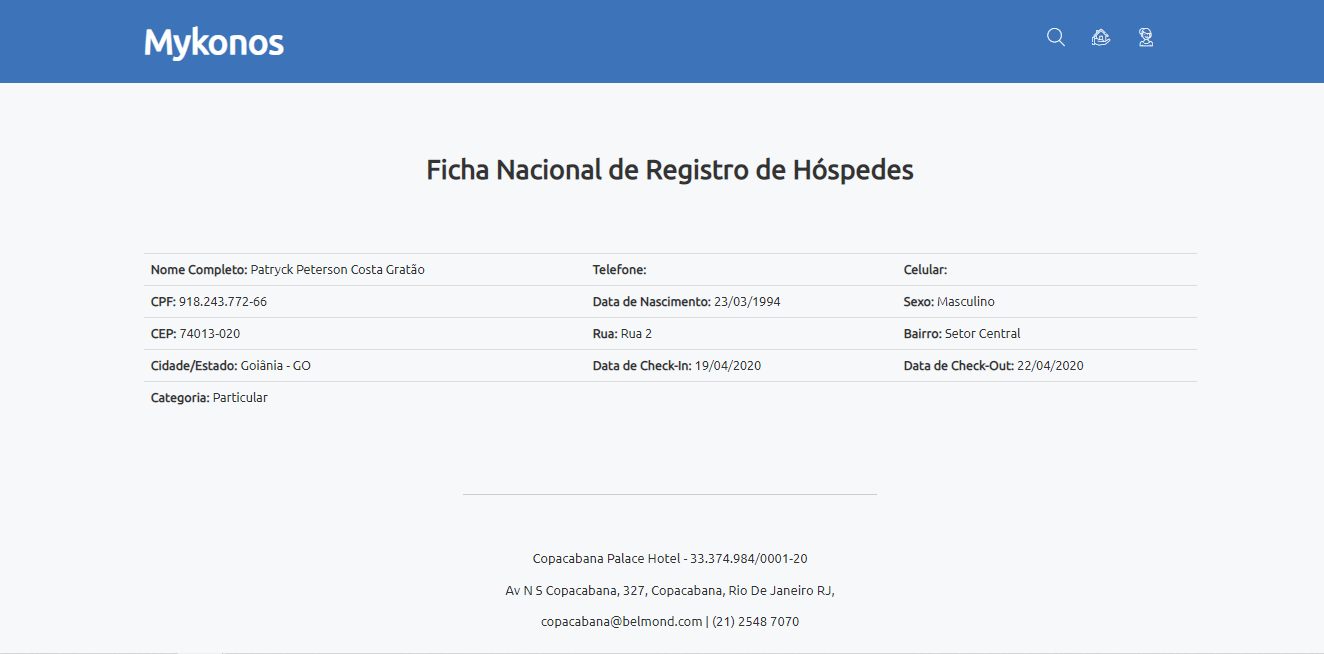 Mykonos
Ficha Nacional de Registro de Hóspedes
Nome Completo: Patryck Peterson Costa Gratão Telefone: Celular:
CPF: 918.243.772-66 Data de Nascimento: 23/03/1994 Sexo: Masculino
CEP: 74013-020 Rua: Rua 2 Bairro: Setor Central
Cidade/Estado: Goiânia - GO Data de Check-In: 19/04/2020 Data de Check-Out: 22/04/2020
Categoria: Particular
Copacabana Palace Hotel - 33.374.984/0001-20
Av N S Copacabana, 327, Copacabana, Rio De Janeiro RJ,
copacabana@belmond.com | (21) 2548 7070